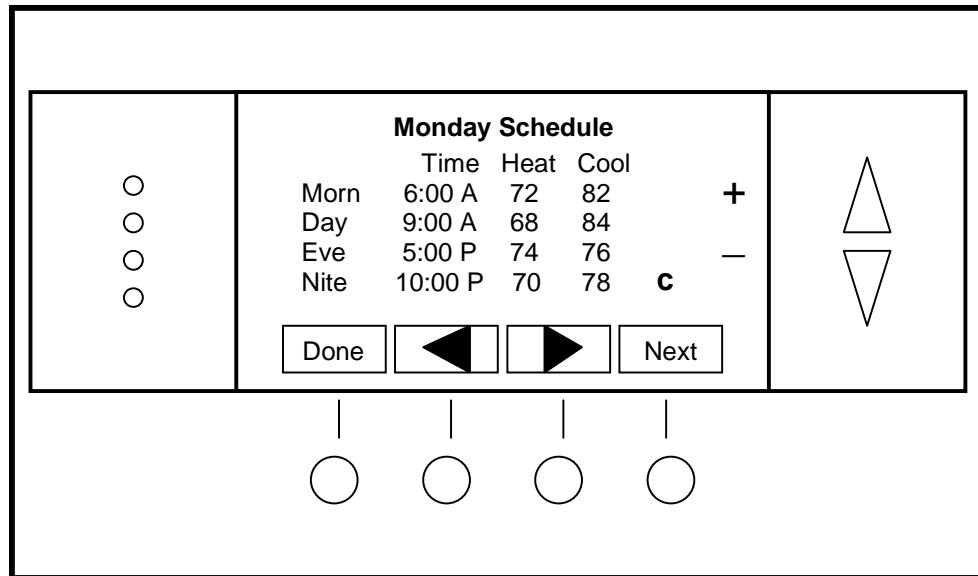 Monday Schedule
Time Heat Cool
Morn 6:00 A 72 82 +
Day 9:00 A 68 84
Eve 5:00 P 74 76 –
Nite 10:00 P 70 78 c
Done Next